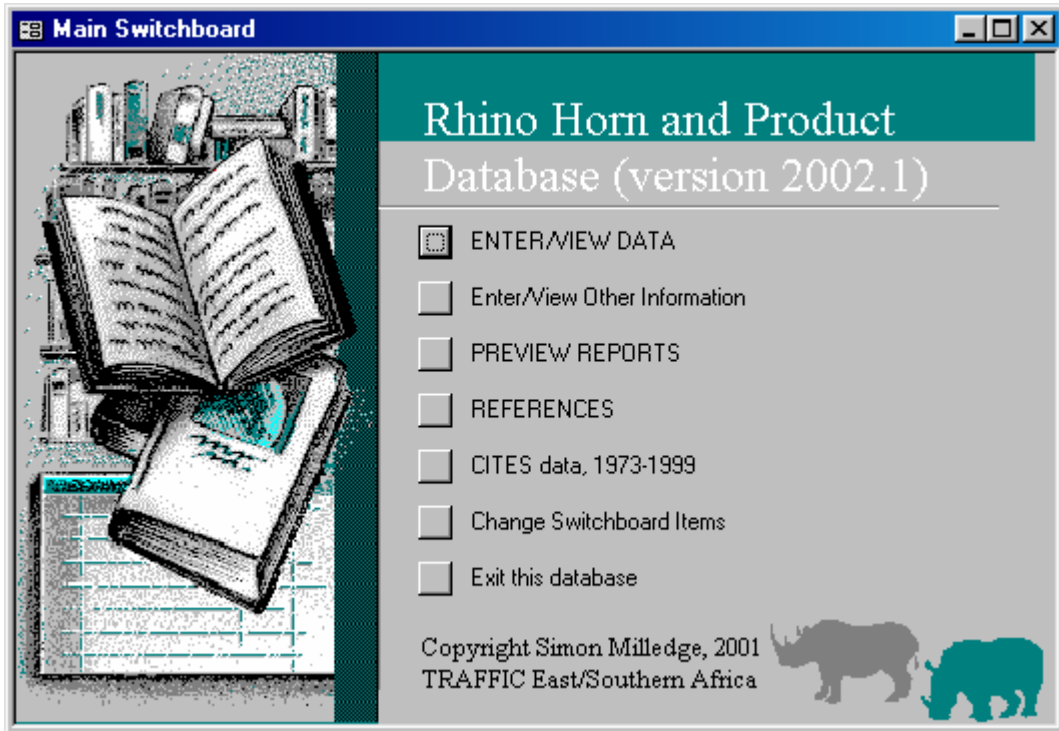 Main Switchboard
Rhino Horn and Product
Database (version 2002.1)
ENTER/VIEW DATA
Enter/View Other Information
PREVIEW REPORTS
REFERENCES
CITES data, 1973-1999
Change Switchboard Items
Exit this database
Copyright Simon Milledge, 2001
TRAFFIC East/Southern Africa